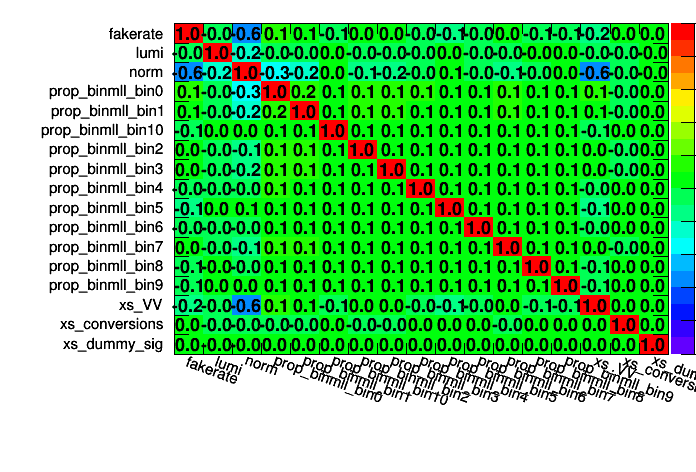 fakerate 1.0 -0.0 -0.6 0.1 0.1 -0.1 0.0 0.0 -0.0 -0.1 -0.0 0.0 -0.1 -0.1 -0.2 0.0 0.0
lumi -0.0 1.0 -0.2 -0.0 -0.0 0.0 -0.0 -0.0 -0.0 0.0 -0.0 -0.0 -0.0 0.0 -0.0 -0.0 0.0
norm -0.6 -0.2 1.0 -0.3 -0.2 0.0 -0.1 -0.2 -0.0 0.1 -0.0 -0.1 -0.0 0.0 -0.6 -0.0 -0.0
prop_binmll_bin0 0.1 -0.0 -0.3 1.0 0.2 0.1 0.1 0.1 0.1 0.1 0.1 0.1 0.1 0.1 0.1 -0.0 0.0
prop_binmll_bin1 0.1 -0.0 -0.2 0.2 1.0 0.1 0.1 0.1 0.1 0.1 0.1 0.1 0.1 0.1 0.1 -0.0 0.0
prop_binmll_bin10 -0.1 0.0 0.0 0.1 0.1 1.0 0.1 0.1 0.1 0.1 0.1 0.1 0.1 0.1 -0.1 0.0 0.0
prop_binmll_bin2 0.0 -0.0 -0.1 0.1 0.1 0.1 1.0 0.1 0.1 0.1 0.1 0.1 0.1 0.1 0.0 -0.0 0.0
prop_binmll_bin3 0.0 -0.0 -0.2 0.1 0.1 0.1 0.1 1.0 0.1 0.1 0.1 0.1 0.1 0.1 0.0 -0.0 0.0
prop_binmll_bin4 -0.0 -0.0 -0.0 0.1 0.1 0.1 0.1 0.1 1.0 0.1 0.1 0.1 0.1 0.1 -0.0 0.0 0.0
prop_binmll_bin5 -0.1 0.0 0.1 0.1 0.1 0.1 0.1 0.1 0.1 1.0 0.1 0.1 0.1 0.1 -0.1 0.0 0.0
prop_binmll_bin6 -0.0 -0.0 -0.0 0.1 0.1 0.1 0.1 0.1 0.1 0.1 1.0 0.1 0.1 0.1 -0.0 0.0 0.0
prop_binmll_bin7 0.0 -0.0 -0.1 0.1 0.1 0.1 0.1 0.1 0.1 0.1 0.1 1.0 0.1 0.1 0.0 -0.0 0.0
prop_binmll_bin8 -0.1 -0.0 -0.0 0.1 0.1 0.1 0.1 0.1 0.1 0.1 0.1 0.1 1.0 0.1 -0.1 0.0 0.0
prop_binmll_bin9 -0.1 0.0 0.0 0.1 0.1 0.1 0.1 0.1 0.1 0.1 0.1 0.1 0.1 1.0 -0.1 0.0 0.0
xs_VV -0.2 -0.0 -0.6 0.1 0.1 -0.1 0.0 0.0 -0.0 -0.1 -0.0 0.0 -0.1 -0.1 1.0 0.0 0.0
xs_conversions 0.0 -0.0 -0.0 -0.0 -0.0 0.0 -0.0 -0.0 0.0 0.0 0.0 -0.0 0.0 0.0 0.0 1.0 0.0
xs_dummy_sig 0.0 0.0 -0.0 0.0 0.0 0.0 0.0 0.0 0.0 0.0 0.0 0.0 0.0 0.0 0.0 0.0 1.0
fakerate
lumi
norm
prop_binmll_bin0
prop_binmll_bin1
prop_binmll_bin10
prop_binmll_bin2
prop_binmll_bin3
prop_binmll_bin4
prop_binmll_bin5
prop_binmll_bin6
prop_binmll_bin7
prop_binmll_bin8
prop_binmll_bin9
xs_VV
xs_convers
xs_dum